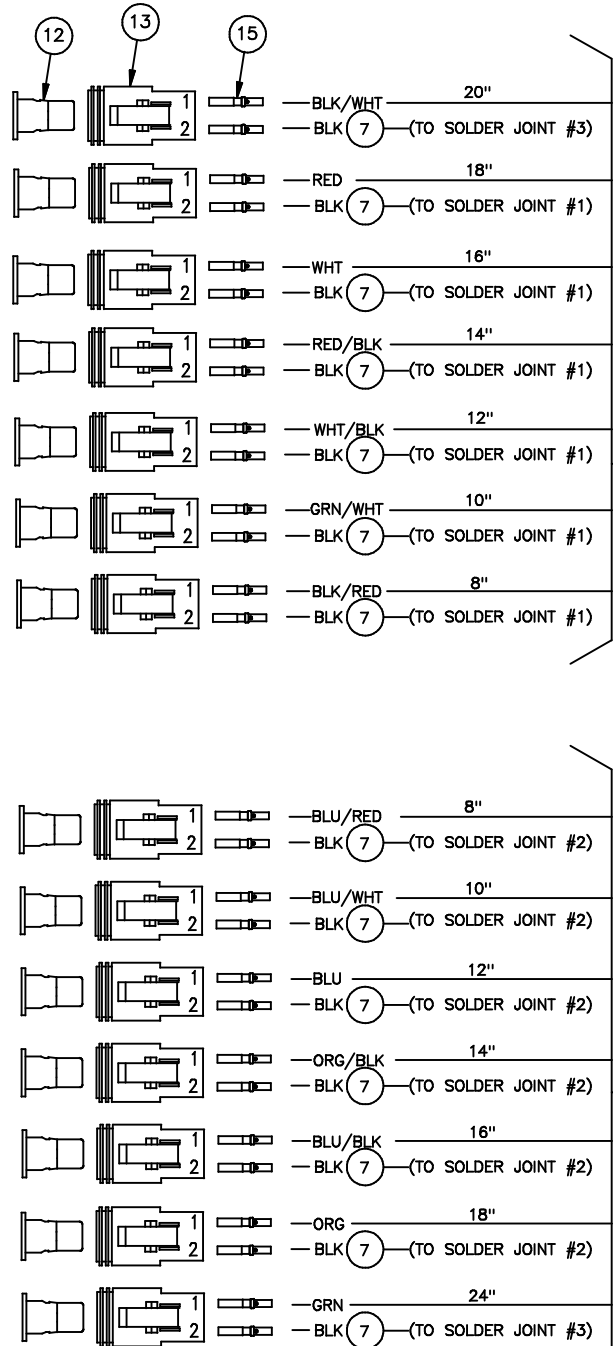 12 13 15
1 BLK/WHT 20"
2 BLK 7 (TO SOLDER JOINT #3)
1 RED 18"
2 BLK 7 (TO SOLDER JOINT #1)
1 WHT 16"
2 BLK 7 (TO SOLDER JOINT #1)
1 RED/BLK 14"
2 BLK 7 (TO SOLDER JOINT #1)
1 WHT/BLK 12"
2 BLK 7 (TO SOLDER JOINT #1)
1 GRN/WHT 10"
2 BLK 7 (TO SOLDER JOINT #1)
1 BLK/RED 8"
2 BLK 7 (TO SOLDER JOINT #1)
1 BLU/RED 8"
2 BLK 7 (TO SOLDER JOINT #2)
1 BLU/WHT 10"
2 BLK 7 (TO SOLDER JOINT #2)
1 BLU 12"
2 BLK 7 (TO SOLDER JOINT #2)
1 ORG/BLK 14"
2 BLK 7 (TO SOLDER JOINT #2)
1 BLU/BLK 16"
2 BLK 7 (TO SOLDER JOINT #2)
1 ORG 18"
2 BLK 7 (TO SOLDER JOINT #2)
1 GRN 24"
2 BLK 7 (TO SOLDER JOINT #3)